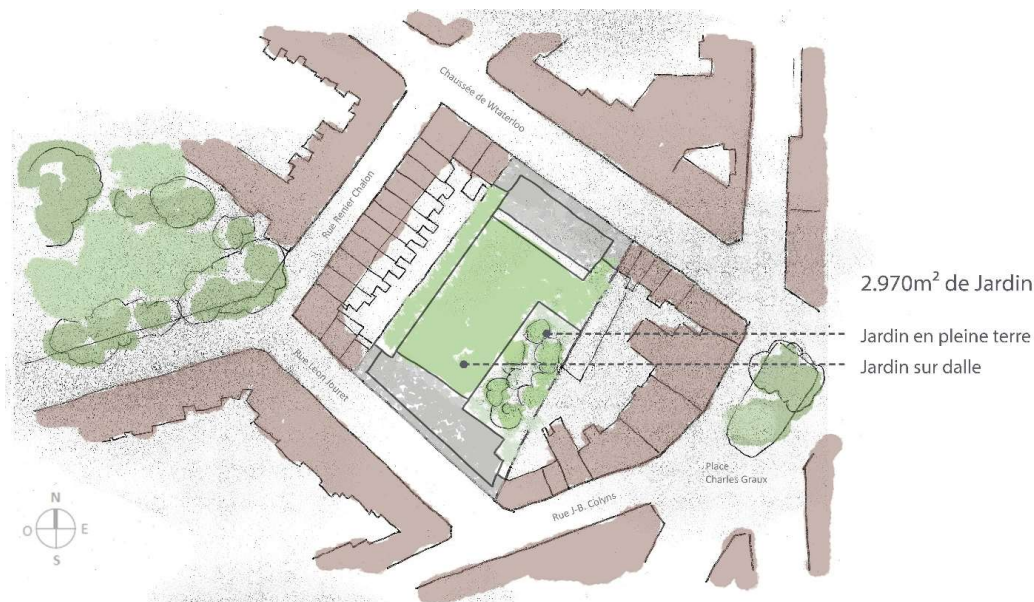 Chaussée de Wtaterloo
Rue Renier Chalon
2.970m² de Jardin
Jardin en pleine terre
Jardin sur dalle
Rue Léon Jouret
Place
Charles Graux
Rue J-B. Colyns
N
O
E
S